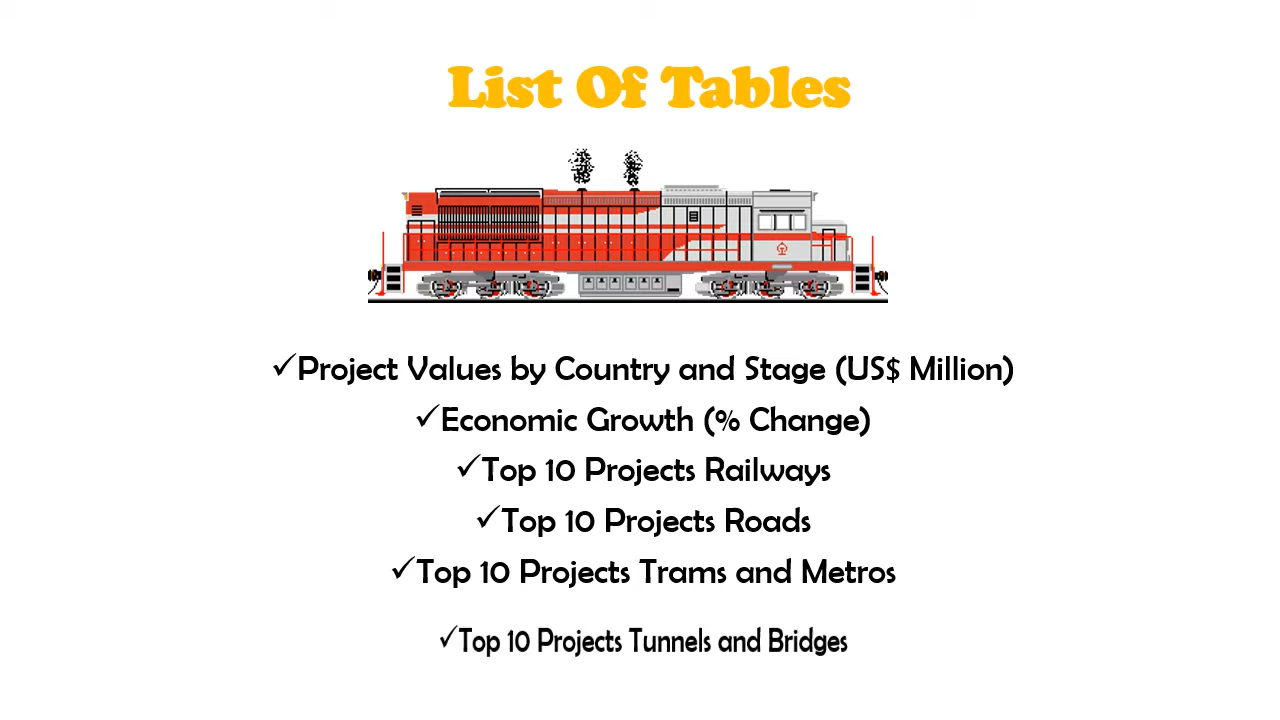 List Of Tables
✓Project Values by Country and Stage (US$ Million)
✓Economic Growth (% Change)
✓Top 10 Projects Railways
✓Top 10 Projects Roads
✓Top 10 Projects Trams and Metros
✓Top 10 Projects Tunnels and Bridges